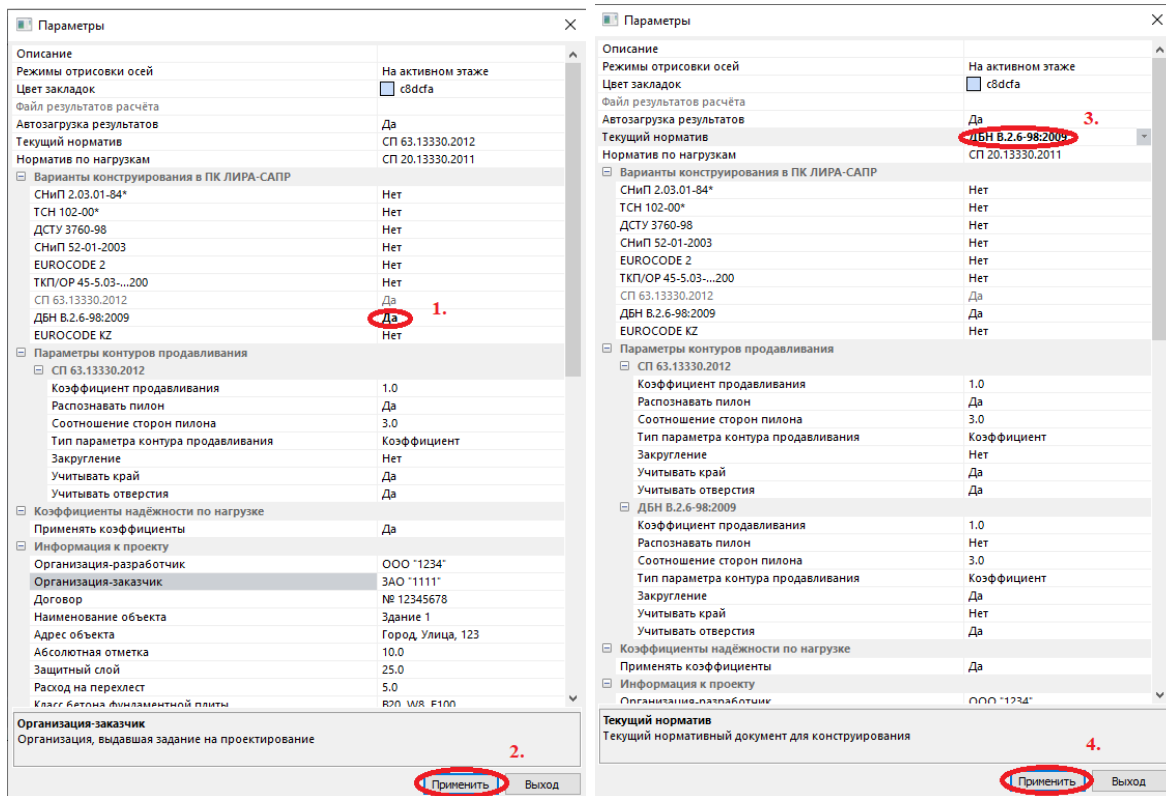 Параметры
Описание
Режимы отрисовки осей На активном этаже
Цвет закладок c8dcfa
Файл результатов расчёта
Автозагрузка результатов Да
Текущий норматив СП 63.13330.2012
Норматив по нагрузкам СП 20.13330.2011
Варианты конструирования в ПК ЛИРА-САПР
СНиП 2.03.01-84* Нет
ТСН 102-00* Нет
ДСТУ 3760-98 Нет
СНиП 52-01-2003 Нет
EUROCODE 2 Нет
ТКП/ОР 45-5.03-...200 Нет
СП 63.13330.2012 Да
ДБН В.2.6-98:2009 Да 1.
EUROCODE KZ Нет
Параметры контуров продавливания
СП 63.13330.2012
Коэффициент продавливания 1.0
Распознавать пилон Да
Соотношение сторон пилона 3.0
Тип параметра контура продавливания Коэффициент
Закругление Нет
Учитывать край Да
Учитывать отверстия Да
Коэффициенты надёжности по нагрузке
Применять коэффициенты Да
Информация к проекту
Организация-разработчик ООО "1234"
Организация-заказчик ЗАО "1111"
Договор № 12345678
Наименование объекта Здание 1
Адрес объекта Город, Улица, 123
Абсолютная отметка 10.0
Защитный слой 25.0
Расход на перехлест 5.0
Класс бетона фундаментной плиты B20 W8 F100
Организация-заказчик
Организация, выдавшая задание на проектирование
2.
Применить Выход
Параметры
Описание
Режимы отрисовки осей На активном этаже
Цвет закладок c8dcfa
Файл результатов расчёта
Автозагрузка результатов Да 3.
Текущий норматив ДБН В.2.6-98:2009
Норматив по нагрузкам СП 20.13330.2011
Варианты конструирования в ПК ЛИРА-САПР
СНиП 2.03.01-84* Нет
ТСН 102-00* Нет
ДСТУ 3760-98 Нет
СНиП 52-01-2003 Нет
EUROCODE 2 Нет
ТКП/ОР 45-5.03-...200 Нет
СП 63.13330.2012 Да
ДБН В.2.6-98:2009 Да
EUROCODE KZ Нет
Параметры контуров продавливания
СП 63.13330.2012
Коэффициент продавливания 1.0
Распознавать пилон Да
Соотношение сторон пилона 3.0
Тип параметра контура продавливания Коэффициент
Закругление Нет
Учитывать край Да
Учитывать отверстия Да
ДБН В.2.6-98:2009
Коэффициент продавливания 1.0
Распознавать пилон Нет
Соотношение сторон пилона 3.0
Тип параметра контура продавливания Коэффициент
Закругление Да
Учитывать край Нет
Учитывать отверстия Да
Коэффициенты надёжности по нагрузке
Применять коэффициенты Да
Информация к проекту
Организация-разработчик ООО "1234"
Текущий норматив
Текущий нормативный документ для конструирования
4.
Применить Выход